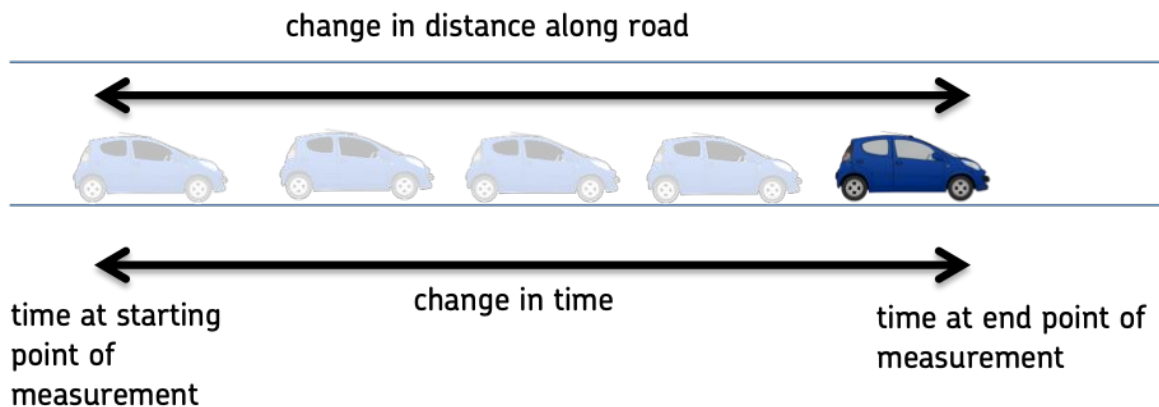 change in distance along road
change in time
time at starting
point of
measurement
time at end point of
measurement